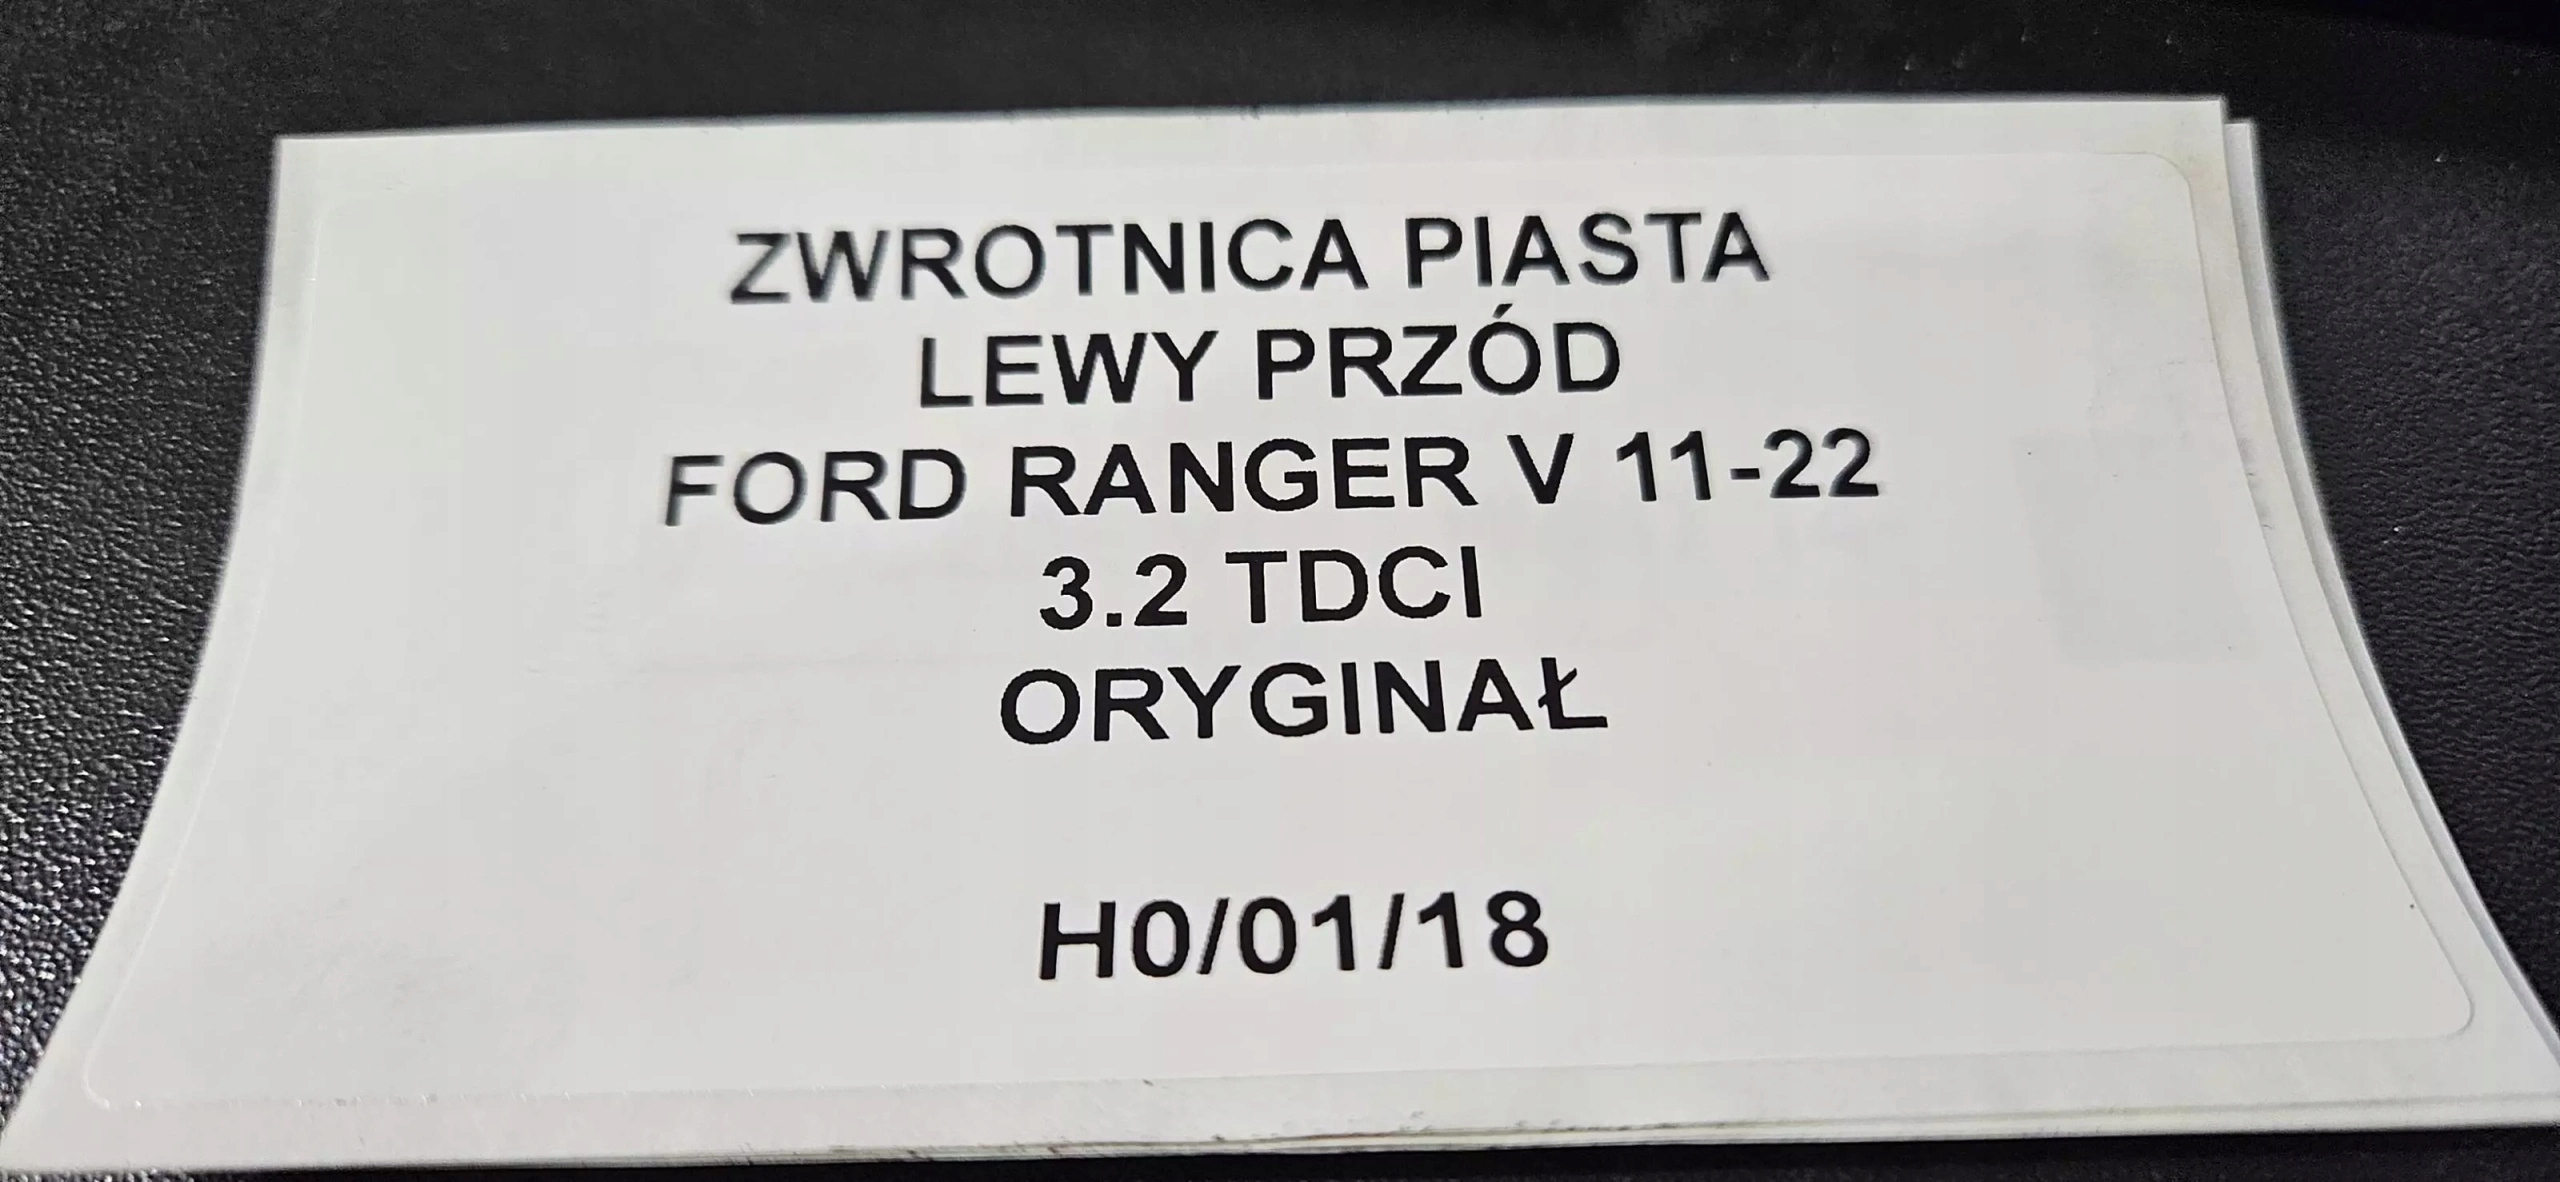 ZWROTNICA PIASTA
LEWY PRZÓD
FORD RANGER V 11-22
3.2 TDCI
ORYGINAŁ
H0/01/18